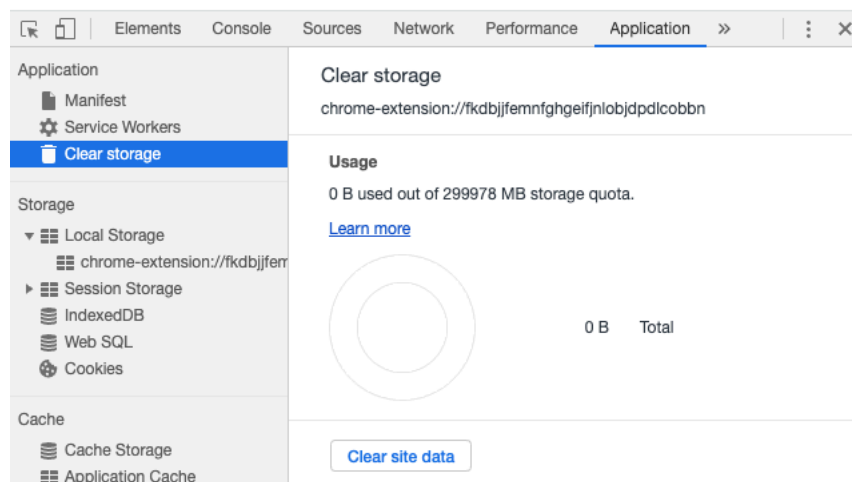 Elements Console Sources Network Performance Application »
Application
Manifest
Service Workers
Clear storage
Storage
Local Storage
chrome-extension://fkdbjjfem
Session Storage
IndexedDB
Web SQL
Cookies
Cache
Cache Storage
Application Cache
Clear storage
chrome-extension://fkdbjjfemnfghgeifjnlobjdpdlcobbn
Usage
0 B used out of 299978 MB storage quota.
Learn more
0 B Total
Clear site data